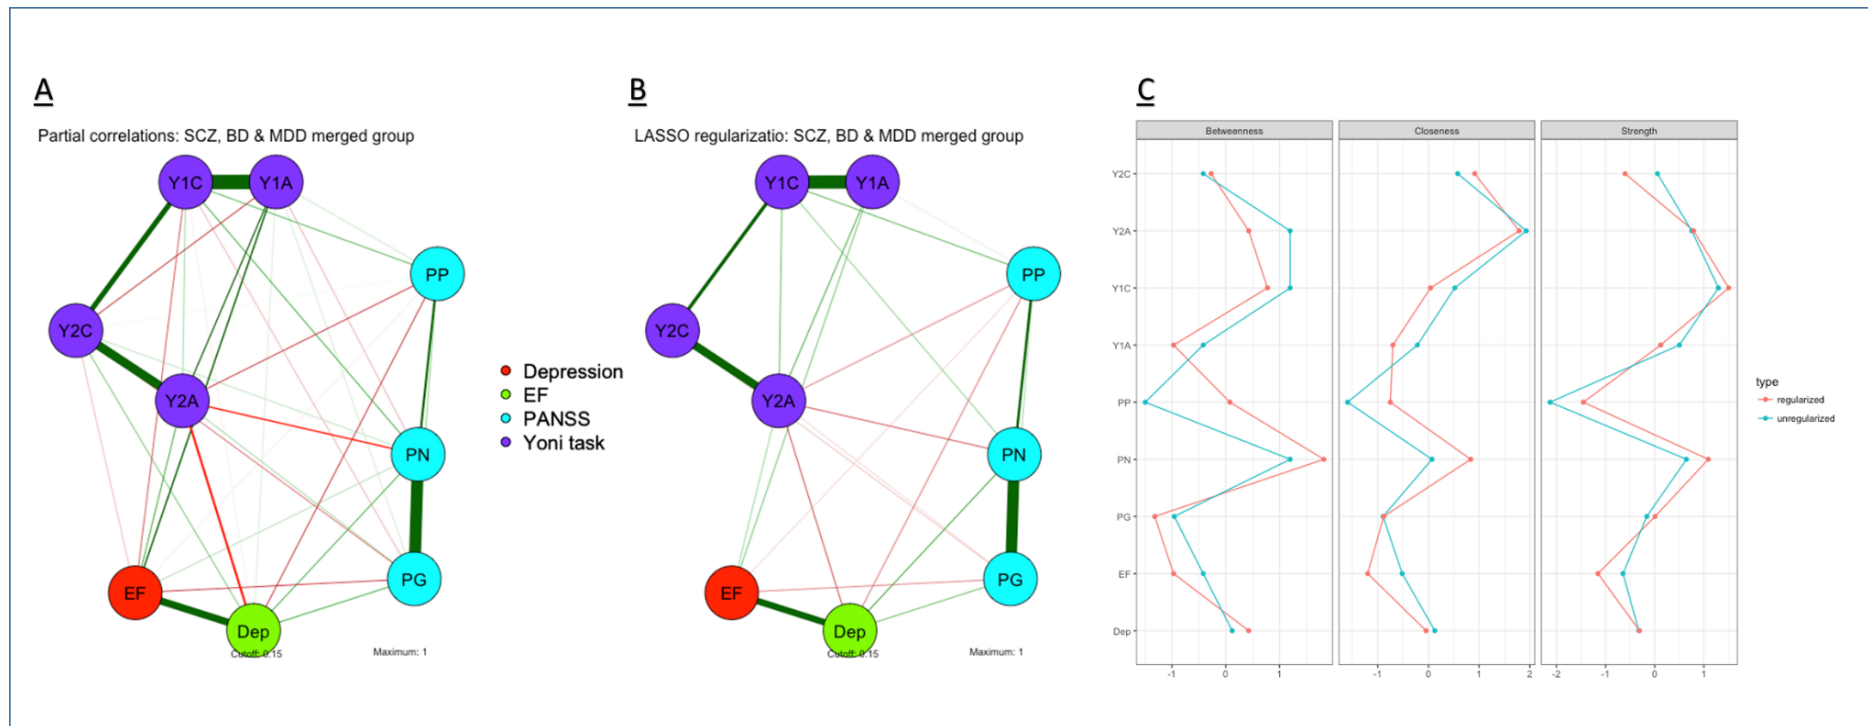 A
B
C
Partial correlations: SCZ, BD & MDD merged group
Y1C
Y1A
PP
Y2C
Y2A
PN
PG
EF
Dep
Cutoff: 0.15
Maximum: 1
Depression
EF
PANSS
Yoni task
LASSO regularizatio: SCZ, BD & MDD merged group
Y1C
Y1A
PP
Y2C
Y2A
PN
PG
EF
Dep
Cutoff: 0.15
Maximum: 1
Betweenness
Closeness
Strength
Y2C
Y2A
Y1C
Y1A
PP
PN
PG
EF
Dep
-1 0 1
-1 0 1 2
-2 -1 0 1
type
regularized
unregularized